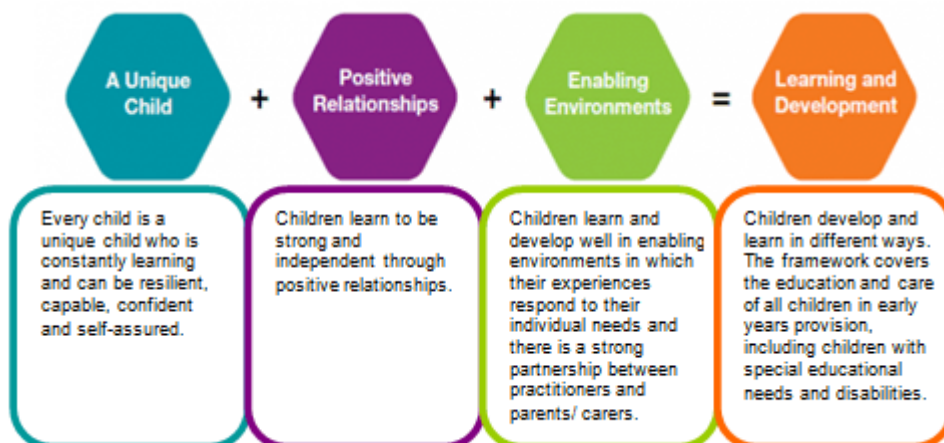 A Unique
Child
+
Positive
Relationships
+
Enabling
Environments
=
Learning and
Development
Every child is a
unique child who is
constantly learning
and can be resilient,
capable, confident
and self-assured.
Children learn to be
strong and
independent through
positive relationships.
Children learn and
develop well in enabling
environments in which
their experiences
respond to their
individual needs and
there is a strong
partnership between
practitioners and
parents/ carers.
Children develop and
learn in different ways.
The framework covers
the education and care
of all children in early
years provision,
including children with
special educational
needs and disabilities.